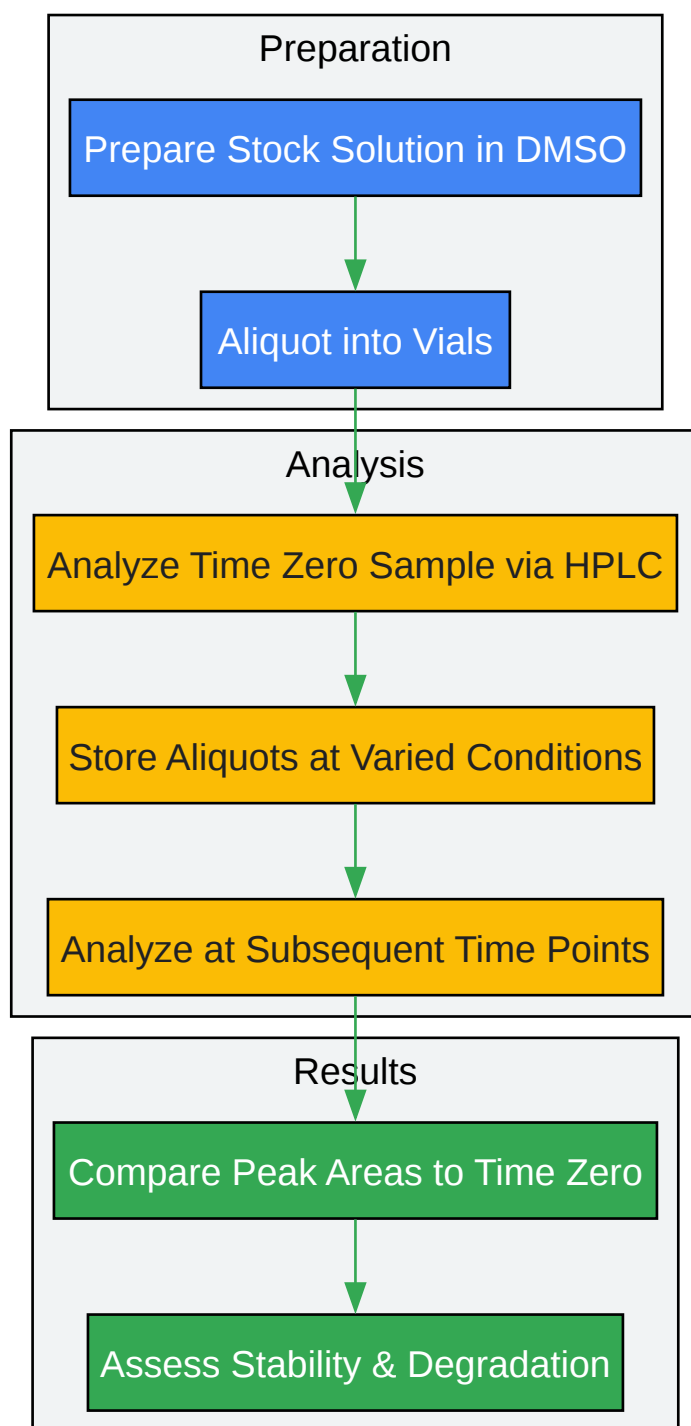 Preparation
Prepare Stock Solution in DMSO
Aliquot into Vials
Analysis
Analyze Time Zero Sample via HPLC
Store Aliquots at Varied Conditions
Analyze at Subsequent Time Points
Results
Compare Peak Areas to Time Zero
Assess Stability & Degradation